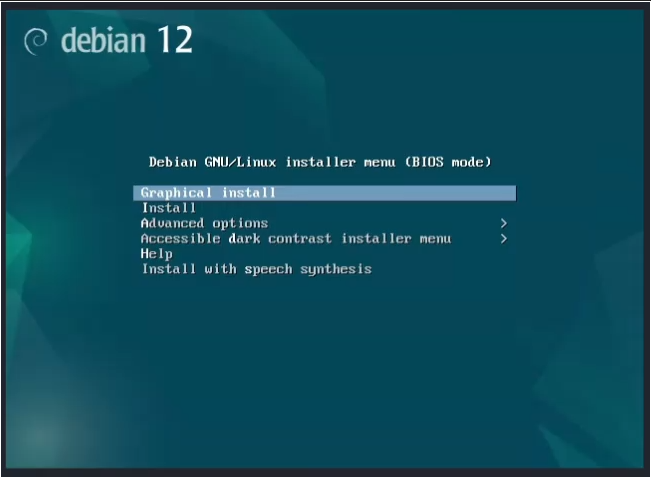 debian 12
Debian GNU/Linux installer menu (BIOS mode)
Graphical install
Install
Advanced options >
Accessible dark contrast installer menu >
Help
Install with speech synthesis